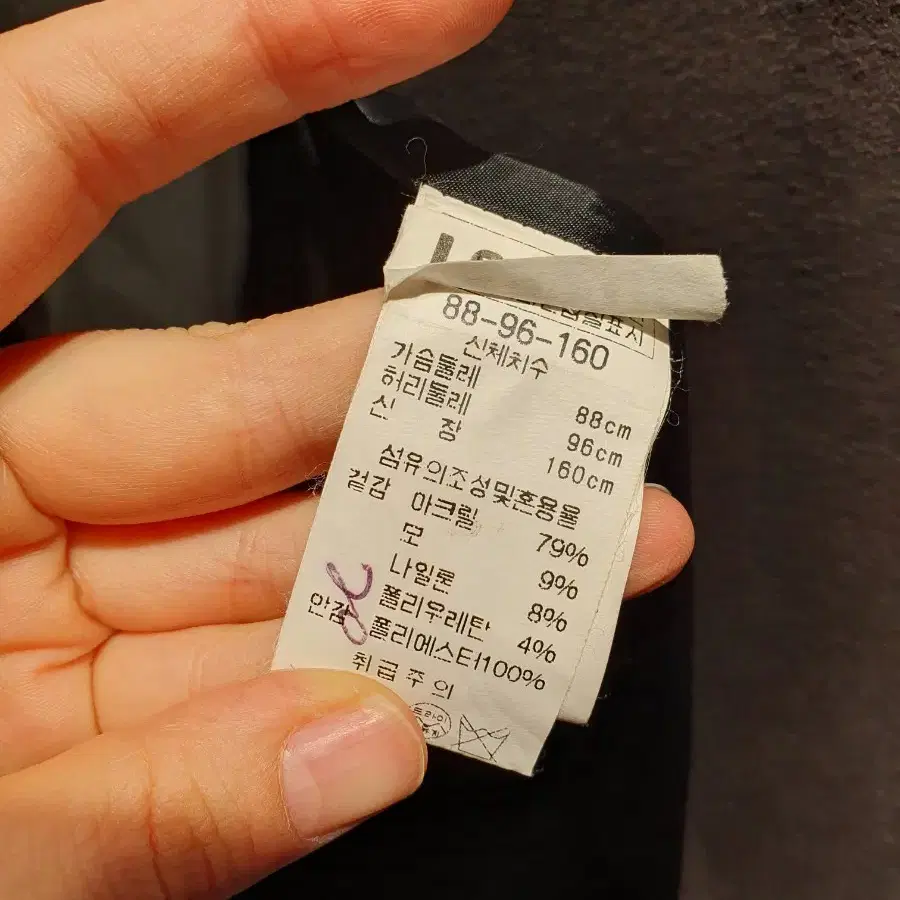 88-96-160
신체치수
가슴둘레 88cm
허리둘레 96cm
신 장 160cm
섬유의조성및혼용율
겉감 아크릴 79%
모 9%
나일론 8%
폴리우레탄 4%
안감 폴리에스터100%
취급주의
드라이